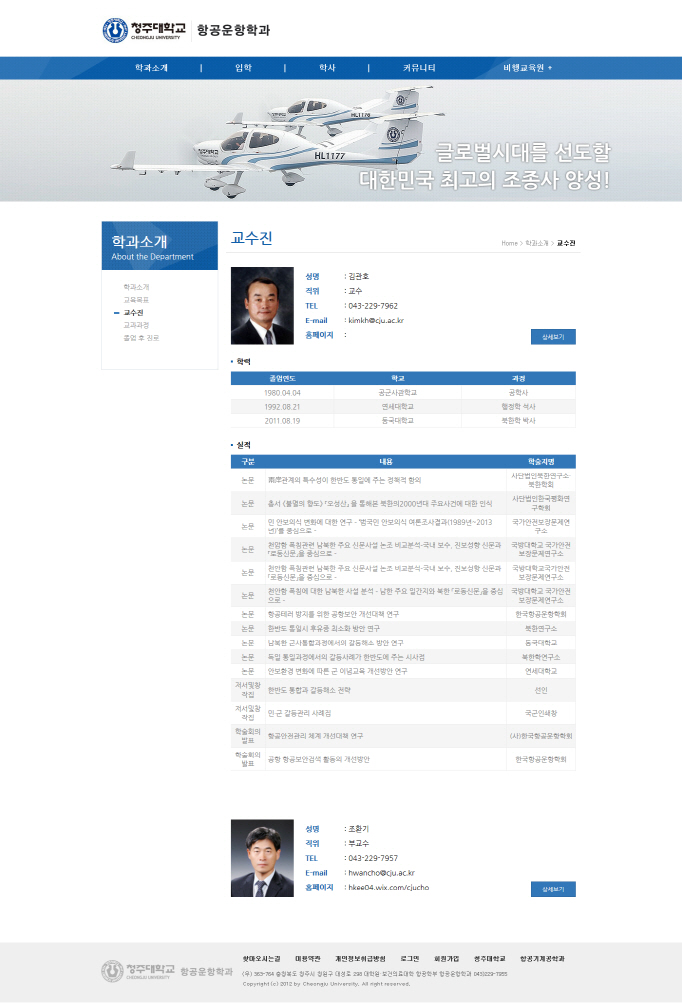 청주대학교 항공운항학과
CHEONGJU UNIVERSITY
학과소개 | 입학 | 학사 | 커뮤니티 비행교육원 +
HL1176
HL1177
글로벌시대를 선도할
대한민국 최고의 조종사 양성!
학과소개
About the Department
학과소개
교육목표
교수진
교과과정
졸업 후 진로
교수진
Home > 학과소개 > 교수진
성명 : 김관호
직위 : 교수
TEL : 043-229-7962
E-mail : kimkh@cju.ac.kr
홈페이지 :
상세보기
학력
졸업연도 학교 과정
1980.04.04 공군사관학교 공학사
1992.08.21 연세대학교 행정학 석사
2011.08.19 동국대학교 북한학 박사
실적
구분 내용 학술지명
논문 兩岸관계의 특수성이 한반도 통일에 주는 정책적 함의 사단법인북한연구소·
북한학회
논문 총서 《불멸의 향도》 『오성산』을 통해본 북한의2000년대 주요사건에 대한 인식 사단법인한국평화연
구학회
논문 민 안보의식 변화에 대한 연구 - '범국민 안보의식 여론조사결과(1989년~2013
년)'를 중심으로 - 국가안전보장문제연
구소
논문 천암함 폭침관련 남북한 주요 신문사설 논조 비교분석-국내 보수, 진보성향 신문과
『로동신문』을 중심으로 - 국방대학교 국가안전
보장문제연구소
논문 천안함 폭침관련 남북한 주요 신문사설 논조 비교분석-국내 보수, 진보성향 신문과
『로동신문』을 중심으로 - 국방대학교국가안전
보장문제연구소
논문 천안함 폭침에 대한 남북한 사설 분석 - 남한 주요 일간지와 북한 『로동신문』을 중심
으로 - 국방대학교 국가안전
보장문제연구소
논문 항공테러 방지를 위한 공항보안 개선대책 연구 한국항공운항학회
논문 한반도 통일시 후유증 최소화 방안 연구 북한연구소
논문 남북한 군사통합과정에서의 갈등해소 방안 연구 동국대학교
논문 독일 통일과정에서의 갈등사례가 한반도에 주는 시사점 북한학연구소
논문 안보환경 변화에 따른 군 이념교육 개선방안 연구 연세대학교
저서및창
작집 한반도 통합과 갈등해소 전략 선인
저서및창
작집 민·군 갈등관리 사례집 국군인쇄창
학술회의
발표 항공안전관리 체계 개선대책 연구 (사)한국항공운항학회
학술회의
발표 공항 항공보안검색 활동의 개선방안 한국항공운항학회
성명 : 조환기
직위 : 부교수
TEL : 043-229-7957
E-mail : hwancho@cju.ac.kr
홈페이지 : hkee04.wix.com/cjucho
상세보기
청주대학교 항공운항학과
CHEONGJU UNIVERSITY
찾아오시는길 이용약관 개인정보취급방침 로그인 회원가입 청주대학교 항공기계공학과
(우) 363-764 충청북도 청주시 청원구 대성로 298 대학원·보건의료대학 항공학부 항공운항학과 043)229-7955
Copyright (c) 2012 by Cheongju University. All right reserved.